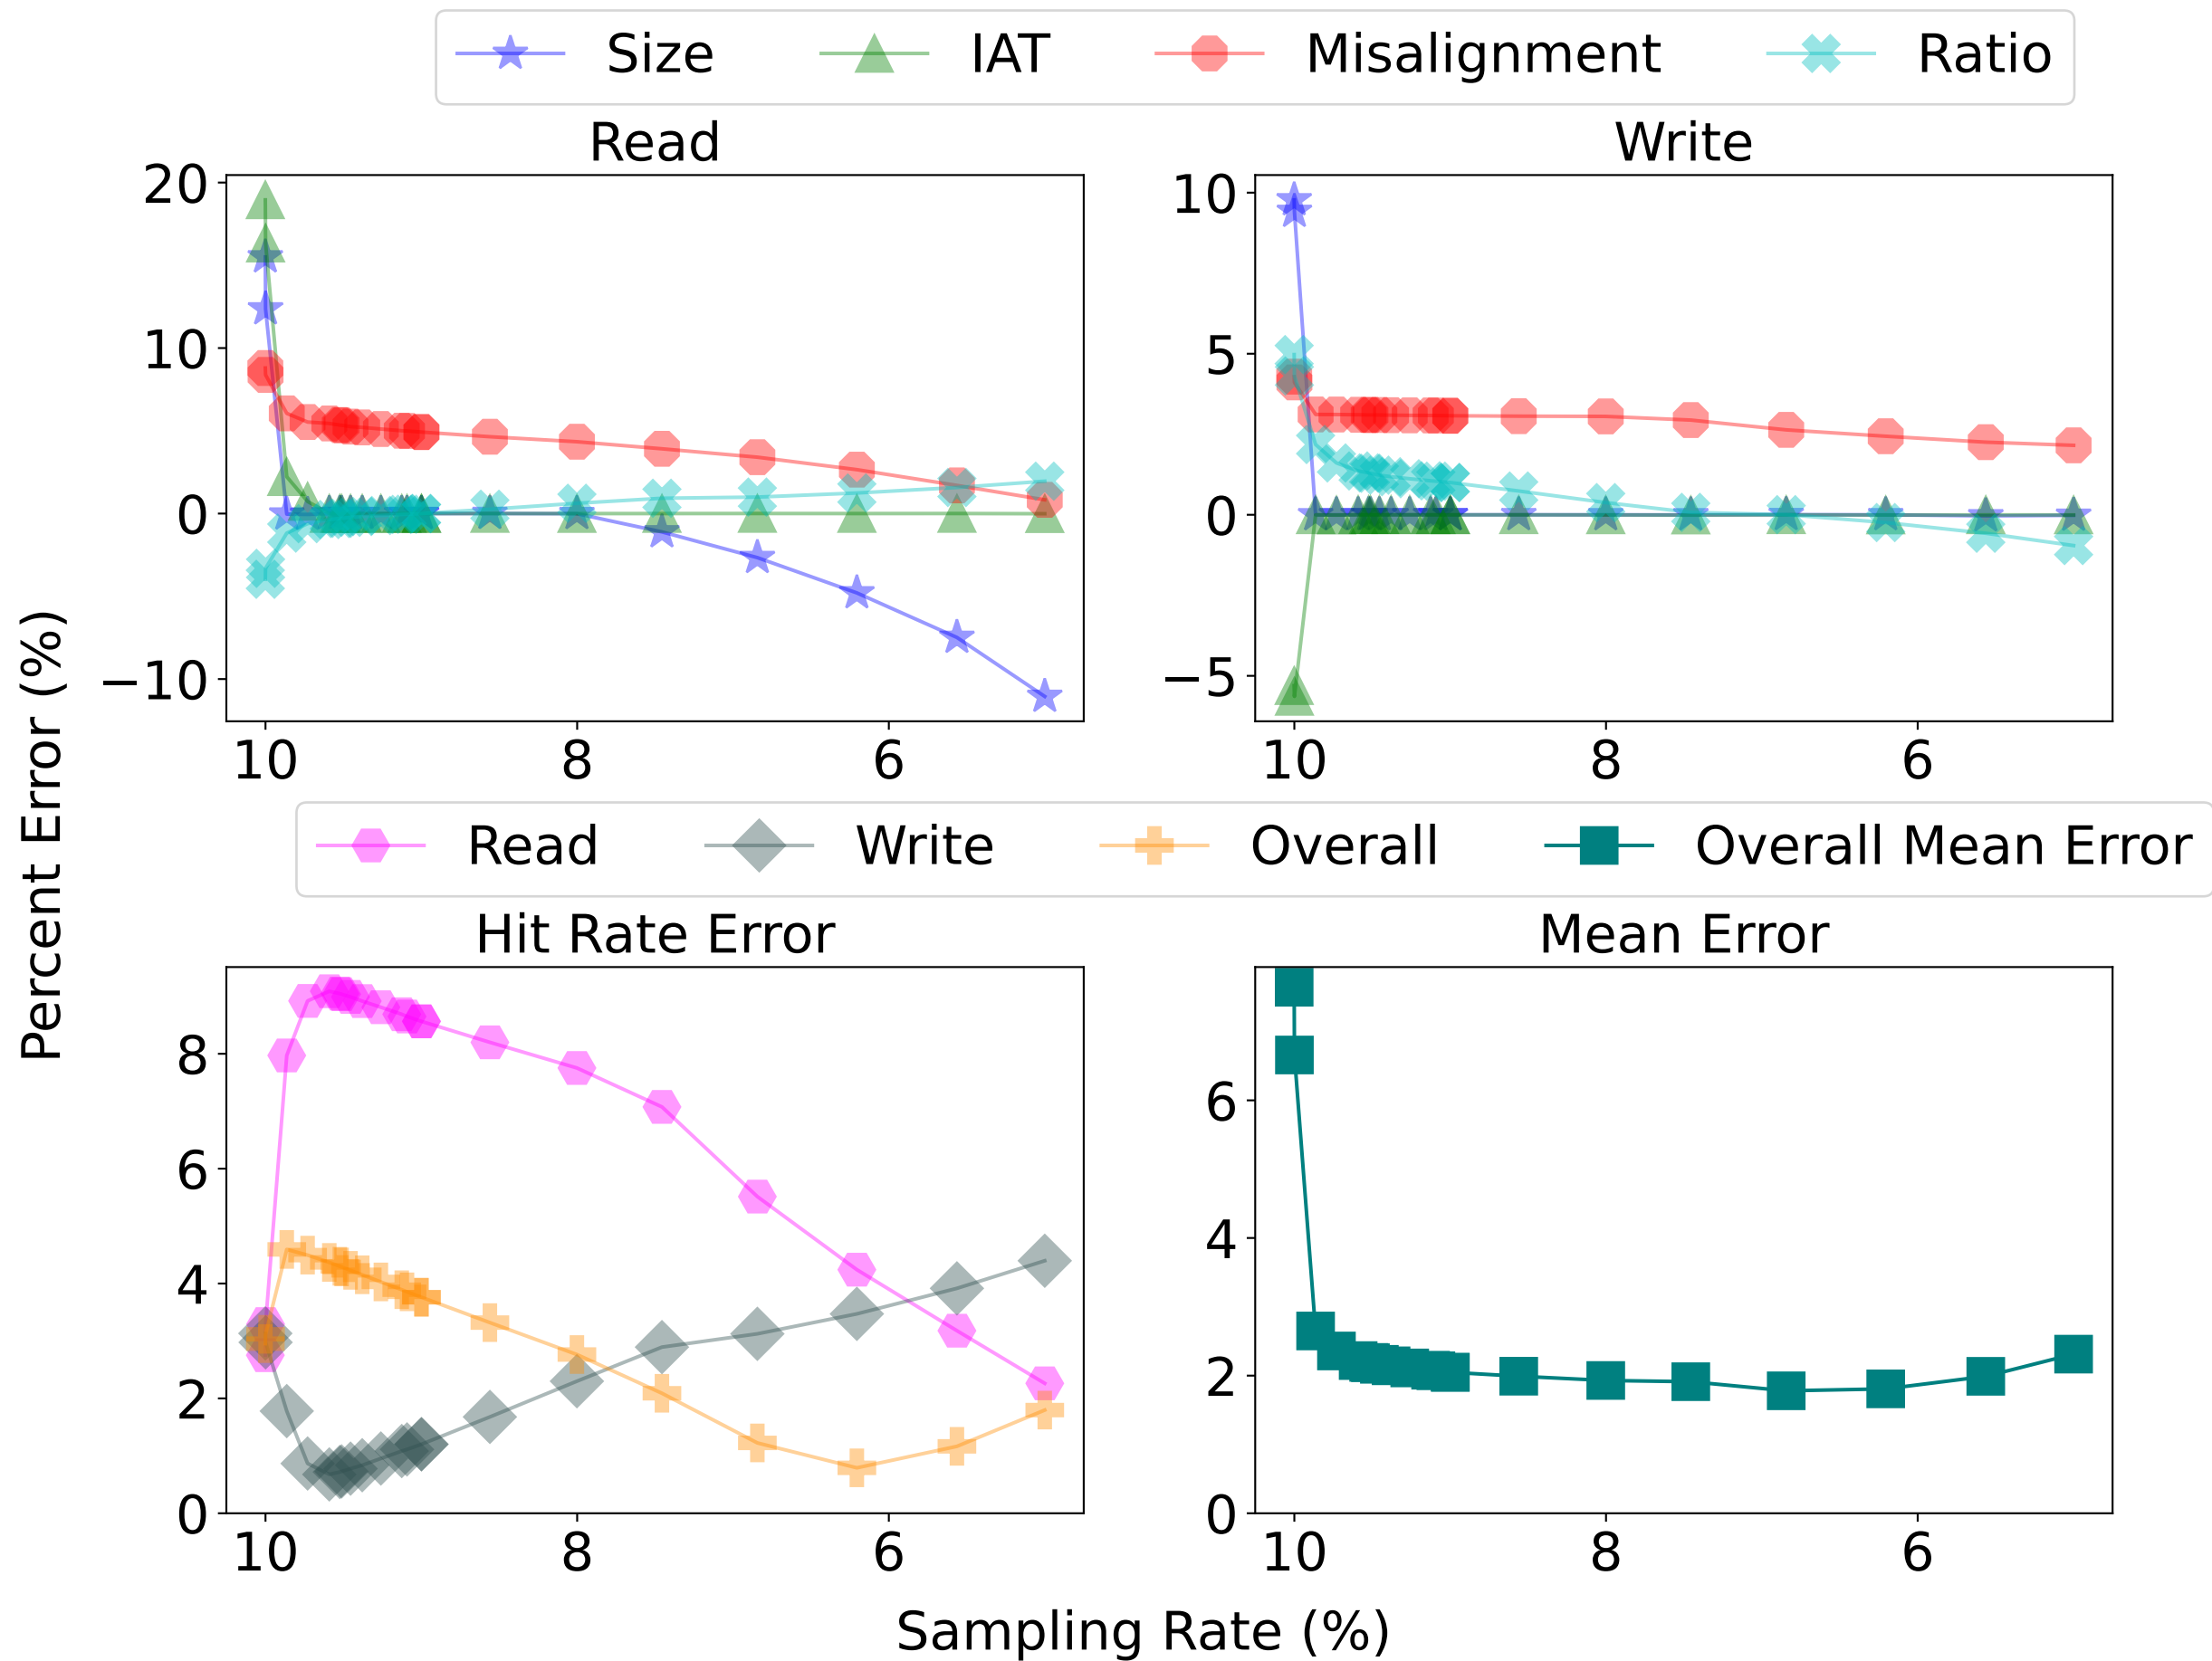 Size IAT Misalignment Ratio
Read Write
20
10
0
−10
10 8 6
10
5
0
−5
10 8 6
Percent Error (%)
Read Write Overall Overall Mean Error
Hit Rate Error Mean Error
8
6
4
2
0
10 8 6
6
4
2
0
10 8 6
Sampling Rate (%)